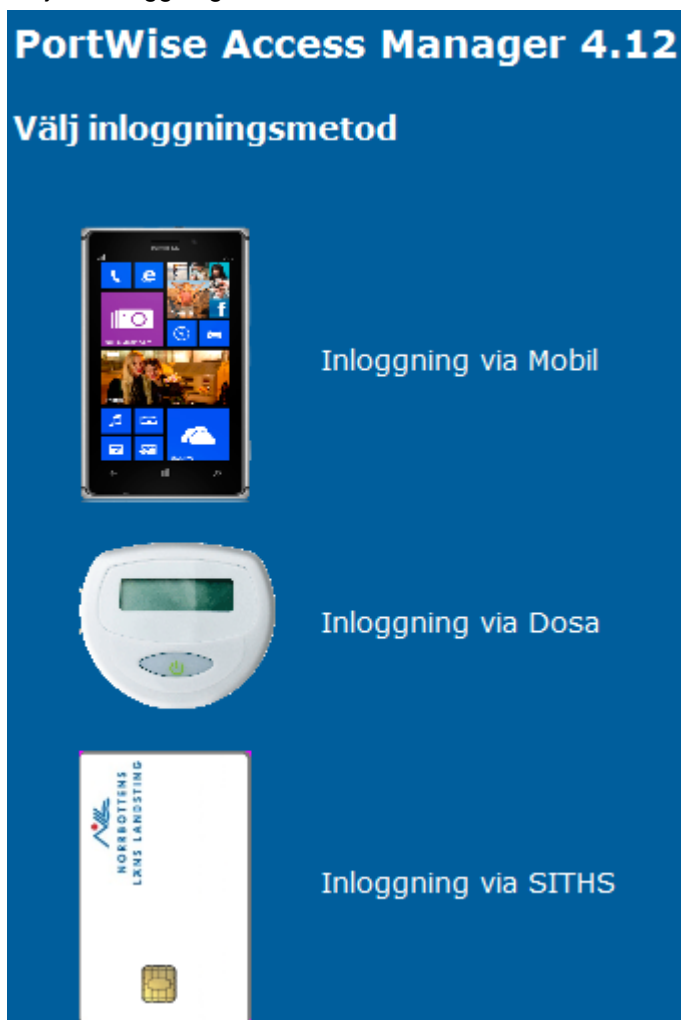 PortWise Access Manager 4.12
Välj inloggningsmetod
Inloggning via Mobil
Inloggning via Dosa
NORRBOTTENS
LÄNS LANDSTING
Inloggning via SITHS